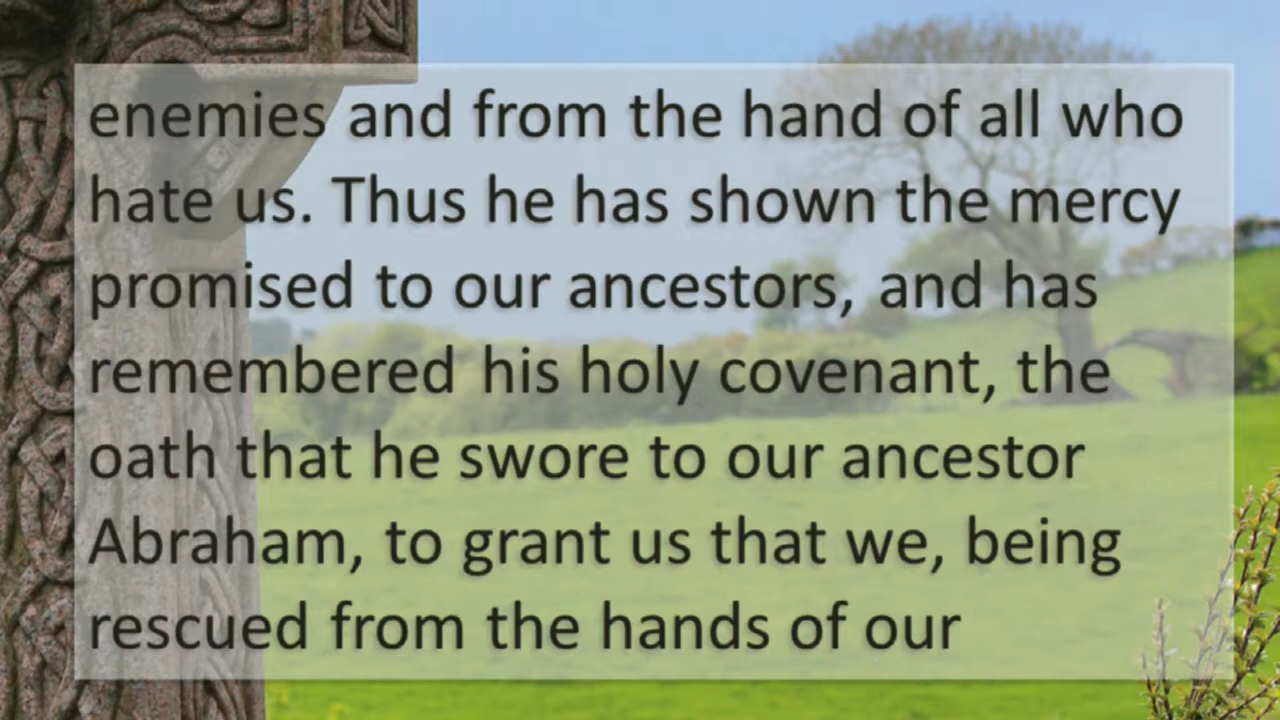 enemies and from the hand of all who
hate us. Thus he has shown the mercy
promised to our ancestors, and has
remembered his holy covenant, the
oath that he swore to our ancestor
Abraham, to grant us that we, being
rescued from the hands of our